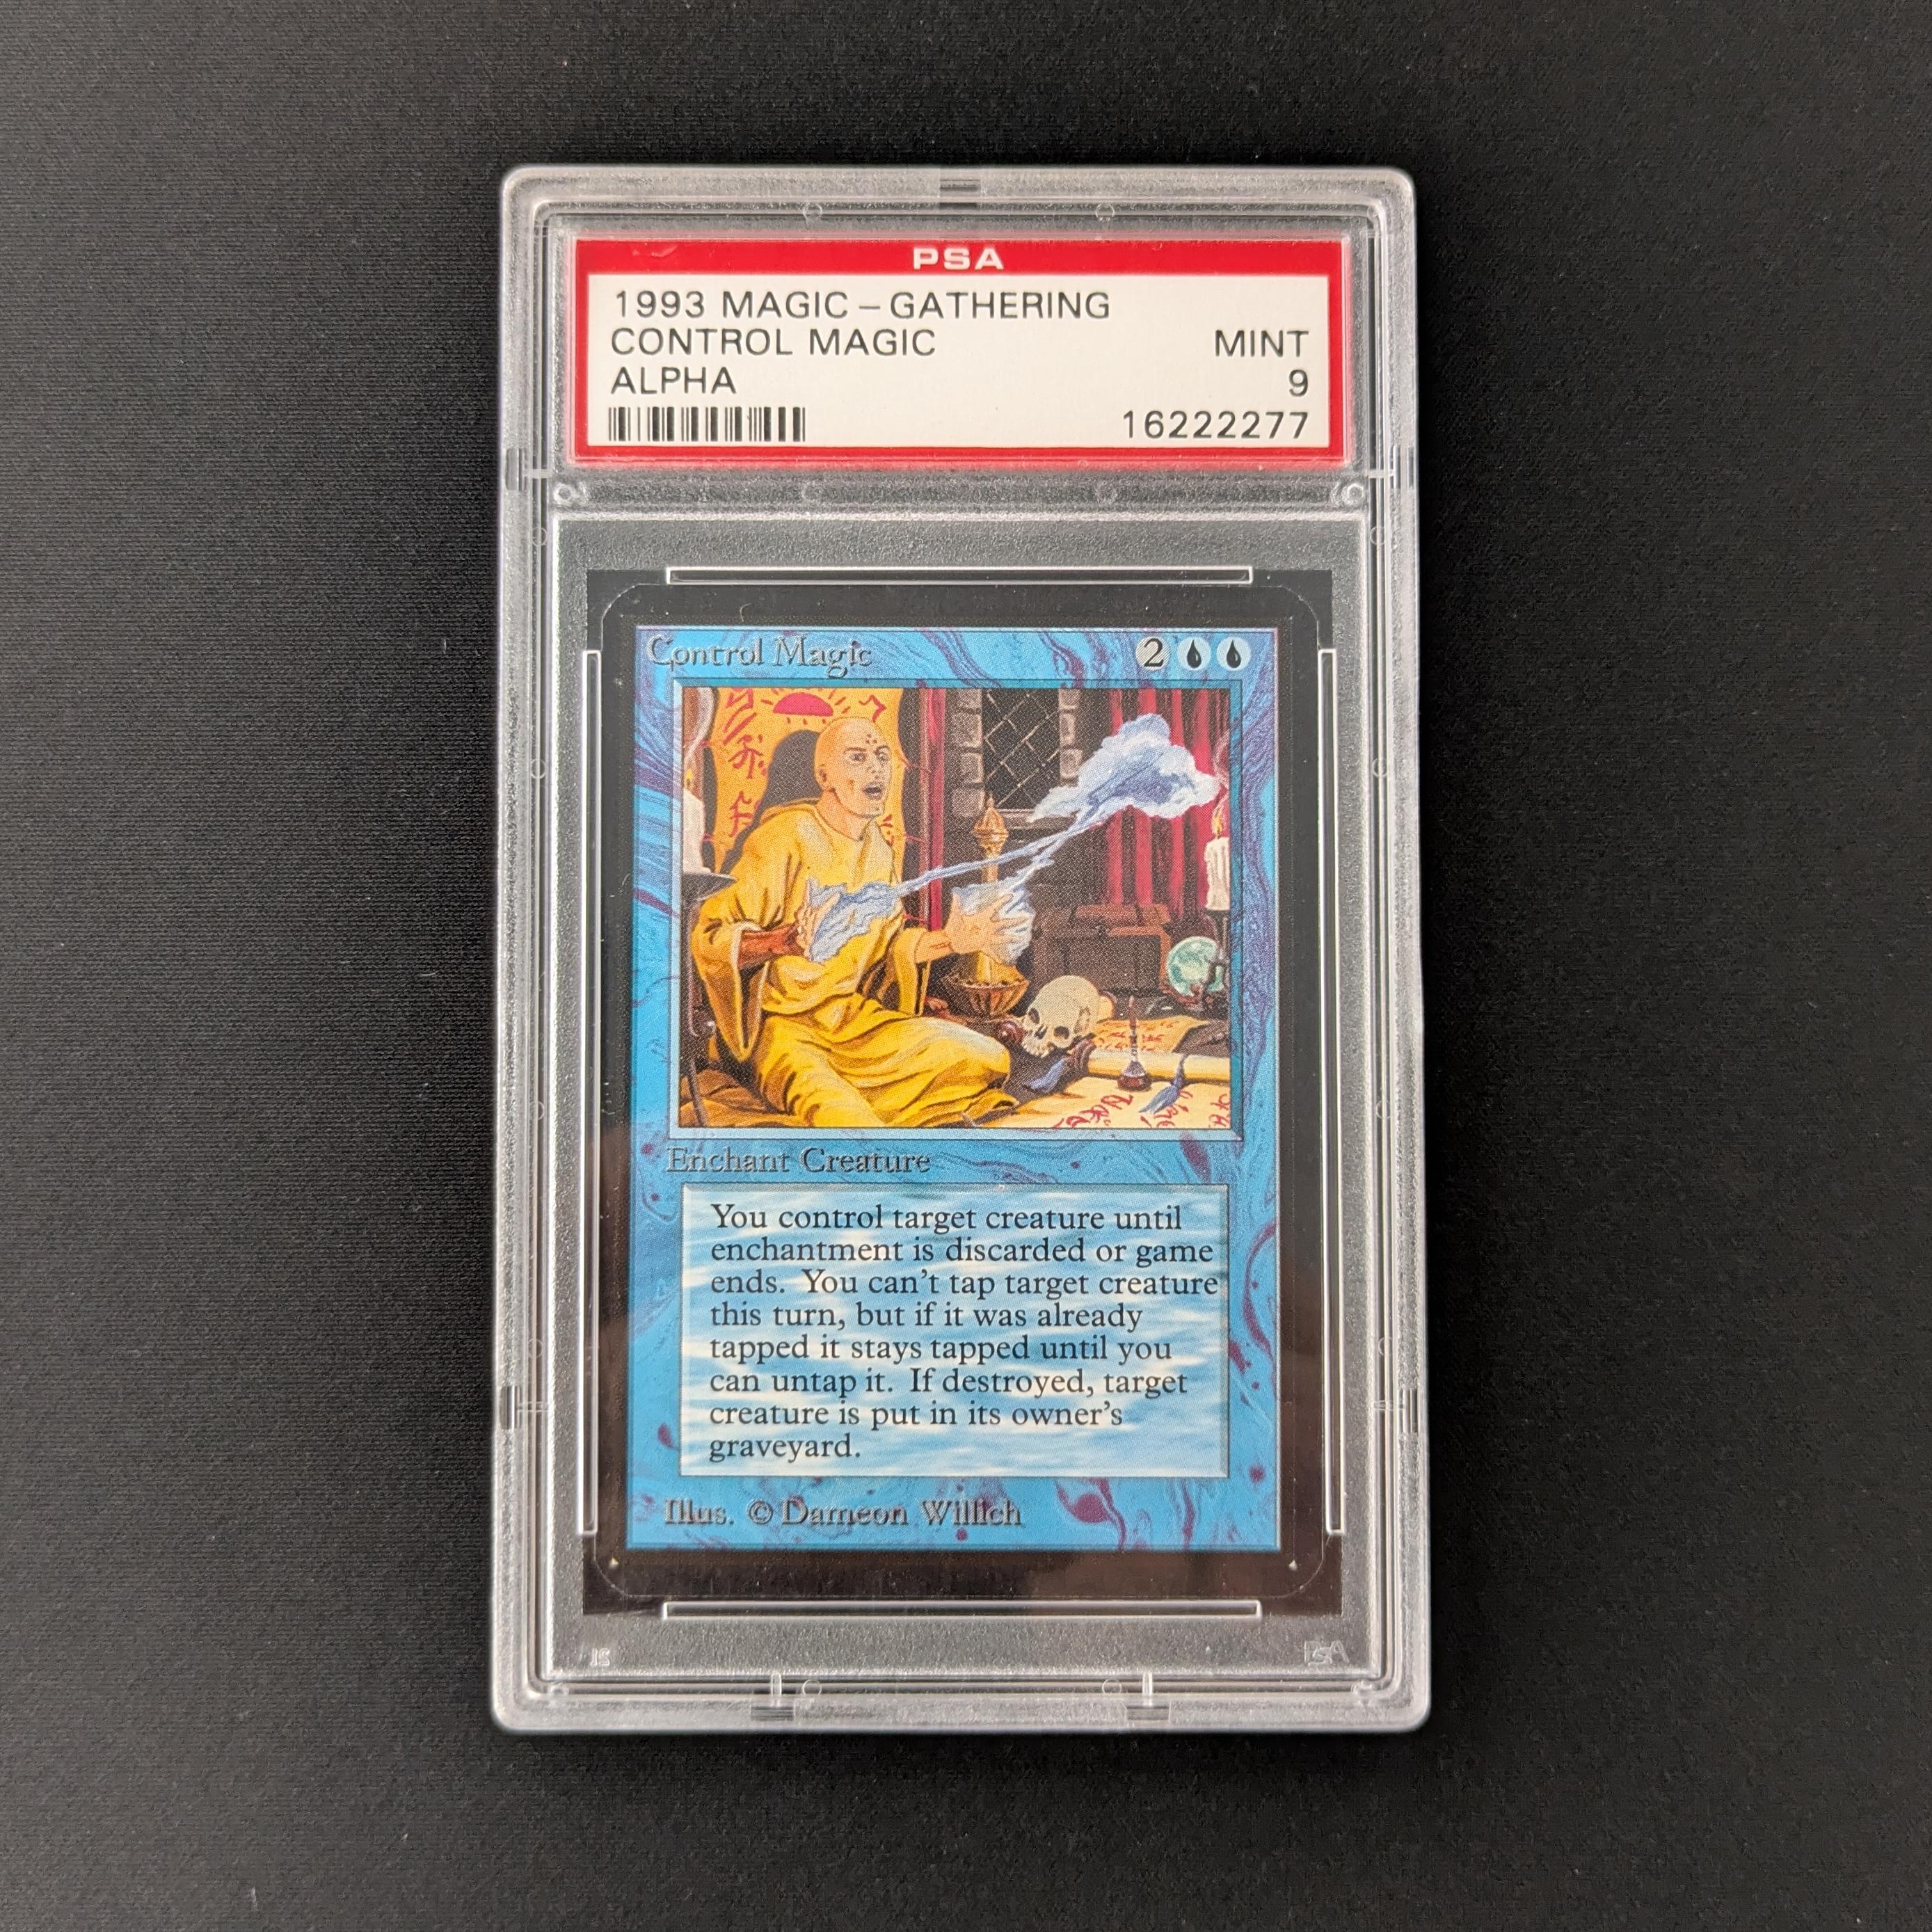 PSA
1993 MAGIC – GATHERING
CONTROL MAGIC MINT
ALPHA 9
16222277
Control Magic 2
Enchant Creature
You control target creature until
enchantment is discarded or game
ends. You can't tap target creature
this turn, but if it was already
tapped it stays tapped until you
can untap it. If destroyed, target
creature is put in its owner's
graveyard.
Illus. © Dameon Willich
PSA